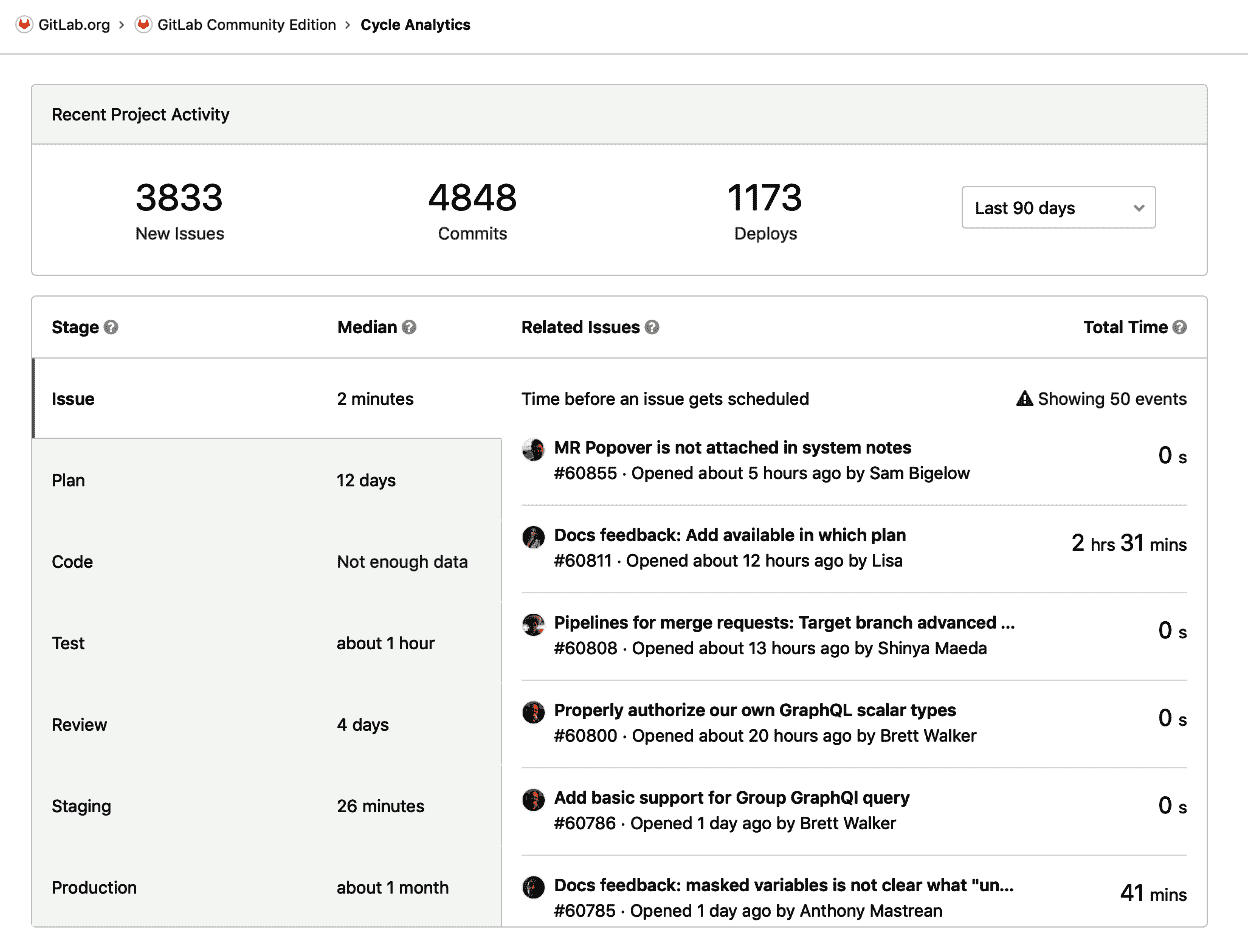 GitLab.org › GitLab Community Edition › Cycle Analytics
Recent Project Activity
3833
New Issues
4848
Commits
1173
Deploys
Last 90 days
Stage Median Related Issues Total Time
Issue 2 minutes
Time before an issue gets scheduled Showing 50 events
Plan 12 days
Code Not enough data
Test about 1 hour
Review 4 days
Staging 26 minutes
Production about 1 month
MR Popover is not attached in system notes
#60855 · Opened about 5 hours ago by Sam Bigelow
0 s
Docs feedback: Add available in which plan
#60811 · Opened about 12 hours ago by Lisa
2 hrs 31 mins
Pipelines for merge requests: Target branch advanced ...
#60808 · Opened about 13 hours ago by Shinya Maeda
0 s
Properly authorize our own GraphQL scalar types
#60800 · Opened about 20 hours ago by Brett Walker
0 s
Add basic support for Group GraphQl query
#60786 · Opened 1 day ago by Brett Walker
0 s
Docs feedback: masked variables is not clear what "un...
#60785 · Opened 1 day ago by Anthony Mastrean
41 mins